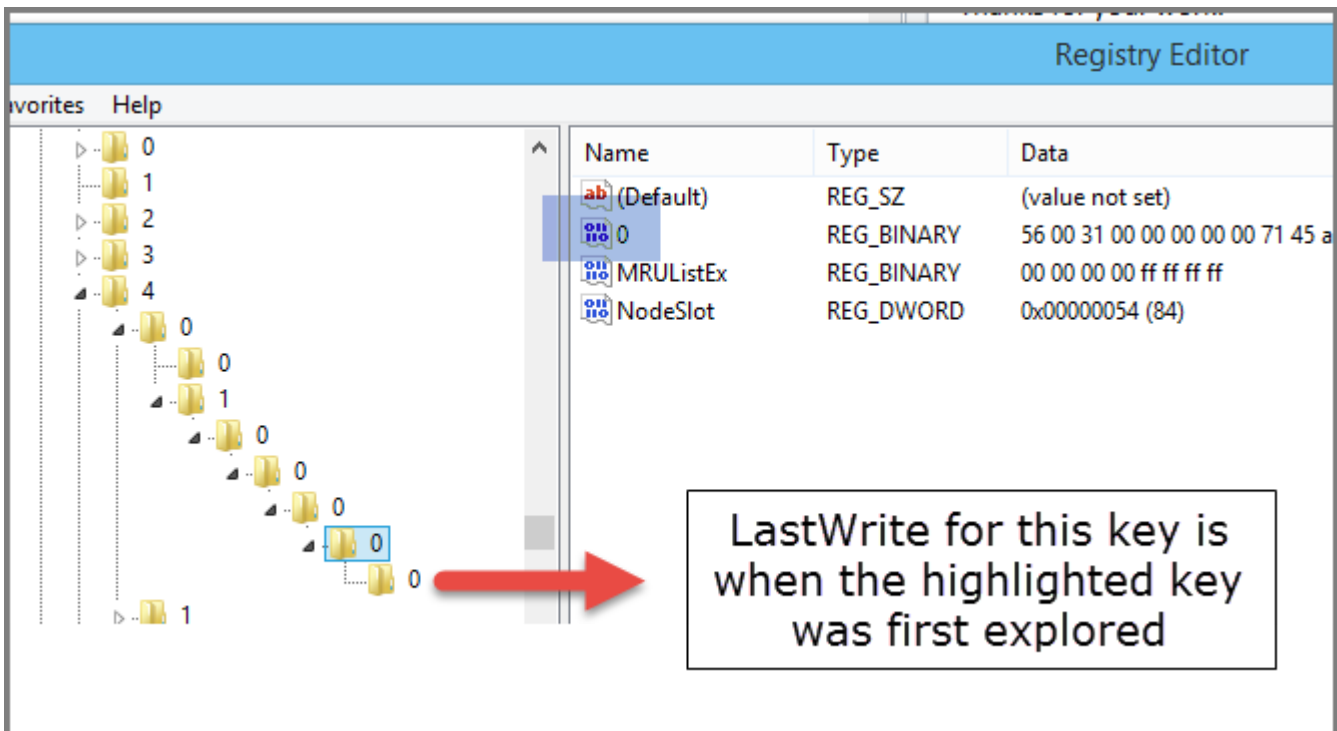 Registry Editor
avorites Help
0
1
2
3
4
0
0
1
0
0
0
0
0
1
Name Type Data
(Default) REG_SZ (value not set)
0 REG_BINARY 56 00 31 00 00 00 00 00 71 45 a
MRUListEx REG_BINARY 00 00 00 00 ff ff ff ff
NodeSlot REG_DWORD 0x00000054 (84)
LastWrite for this key is
when the highlighted key
was first explored